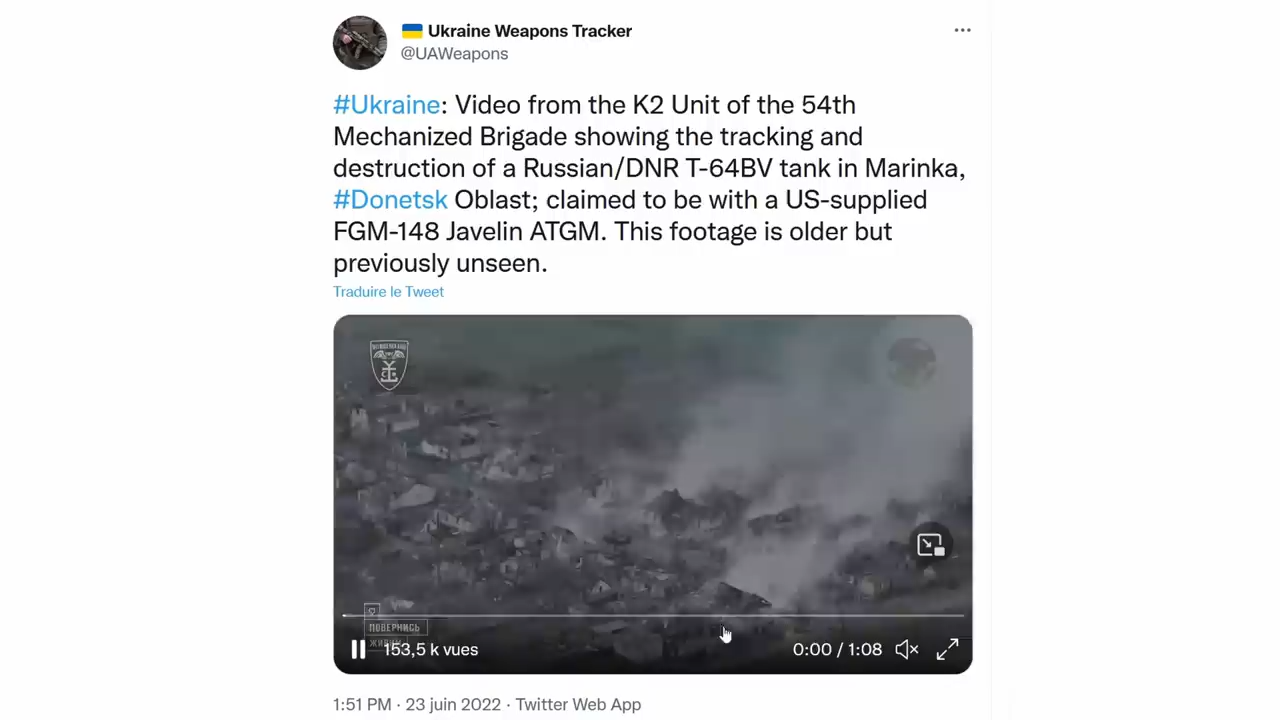 Ukraine Weapons Tracker
@UAWeapons
#Ukraine: Video from the K2 Unit of the 54th
Mechanized Brigade showing the tracking and
destruction of a Russian/DNR T-64BV tank in Marinka,
#Donetsk Oblast; claimed to be with a US-supplied
FGM-148 Javelin ATGM. This footage is older but
previously unseen.
Traduire le Tweet
ПОВЕРНИСЬ
ЖИВИМ
153,5 k vues
0:00 / 1:08
1:51 PM · 23 juin 2022 · Twitter Web App